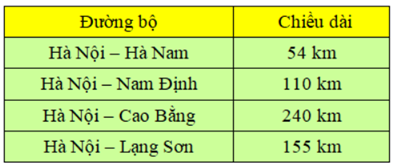 Đường bộ Chiều dài
Hà Nội – Hà Nam 54 km
Hà Nội – Nam Định 110 km
Hà Nội – Cao Bằng 240 km
Hà Nội – Lạng Sơn 155 km